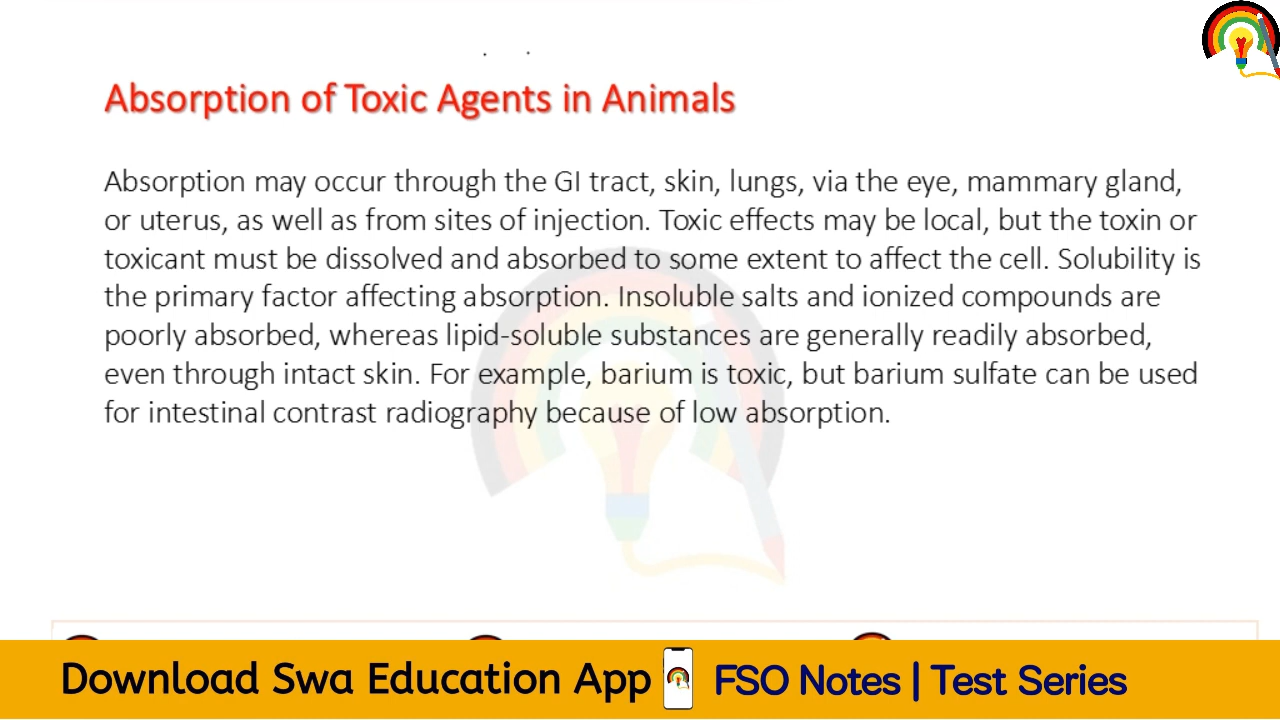 Absorption of Toxic Agents in Animals
Absorption may occur through the GI tract, skin, lungs, via the eye, mammary gland,
or uterus, as well as from sites of injection. Toxic effects may be local, but the toxin or
toxicant must be dissolved and absorbed to some extent to affect the cell. Solubility is
the primary factor affecting absorption. Insoluble salts and ionized compounds are
poorly absorbed, whereas lipid-soluble substances are generally readily absorbed,
even through intact skin. For example, barium is toxic, but barium sulfate can be used
for intestinal contrast radiography because of low absorption.
Download Swa Education App FSO Notes | Test Series